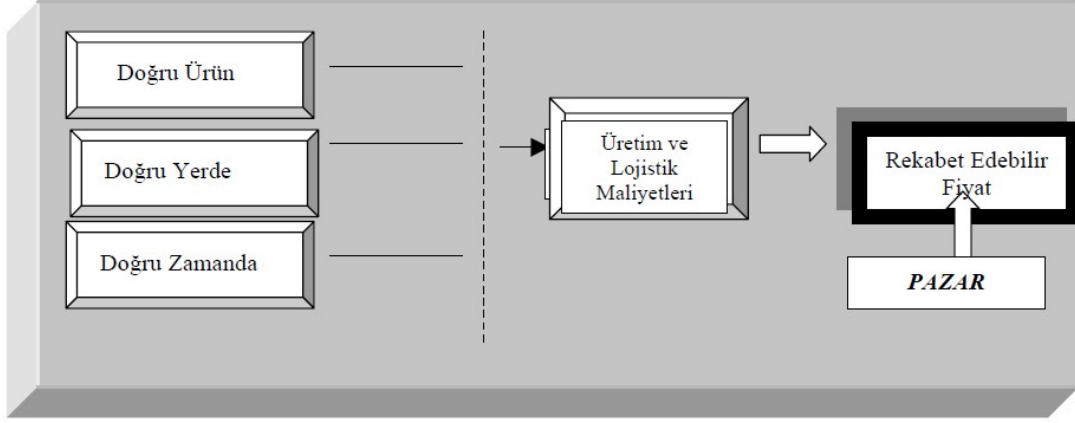 Doğru Ürün
Doğru Yerde
Doğru Zamanda
Üretim ve
Lojistik
Maliyetleri
Rekabet Edebilir
Fiyat
PAZAR